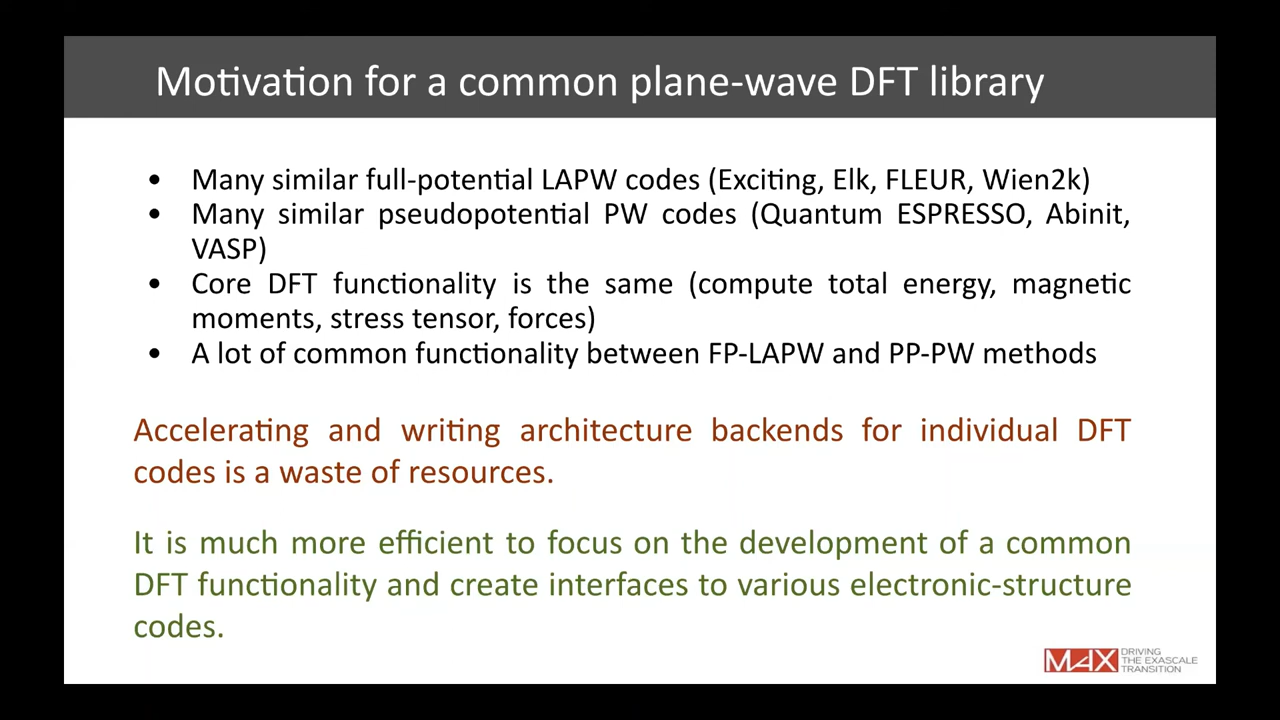 Motivation for a common plane-wave DFT library
• Many similar full-potential LAPW codes (Exciting, Elk, FLEUR, Wien2k)
• Many similar pseudopotential PW codes (Quantum ESPRESSO, Abinit,
VASP)
• Core DFT functionality is the same (compute total energy, magnetic
moments, stress tensor, forces)
• A lot of common functionality between FP-LAPW and PP-PW methods
Accelerating and writing architecture backends for individual DFT
codes is a waste of resources.
It is much more efficient to focus on the development of a common
DFT functionality and create interfaces to various electronic-structure
codes.
MAX
DRIVING
THE EXASCALE
TRANSITION